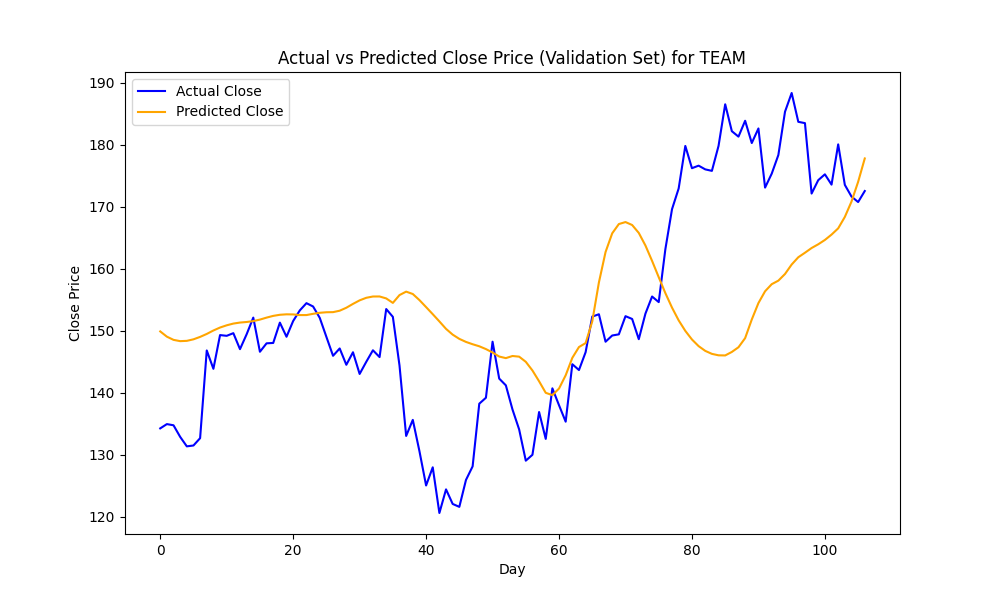 Actual vs Predicted Close Price (Validation Set) for TEAM
Actual Close
Predicted Close
Close Price
190
180
170
160
150
140
130
120
0 20 40 60 80 100
Day